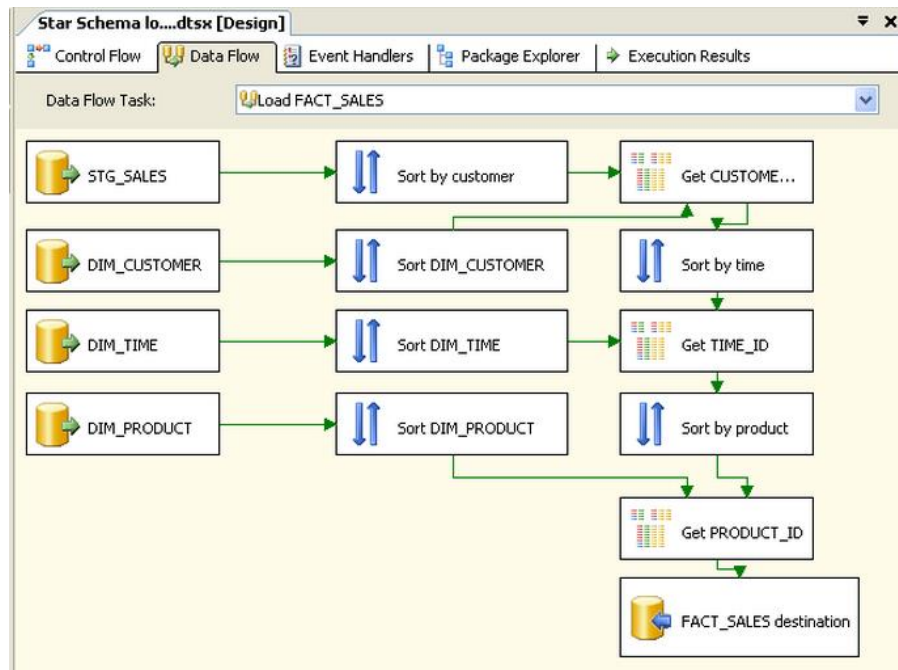 Star Schema lo....dtsx [Design]
Control Flow Data Flow Event Handlers Package Explorer Execution Results
Data Flow Task: Load FACT_SALES
STG_SALES Sort by customer Get CUSTOME...
DIM_CUSTOMER Sort DIM_CUSTOMER Sort by time
DIM_TIME Sort DIM_TIME Get TIME_ID
DIM_PRODUCT Sort DIM_PRODUCT Sort by product
Get PRODUCT_ID
FACT_SALES destination